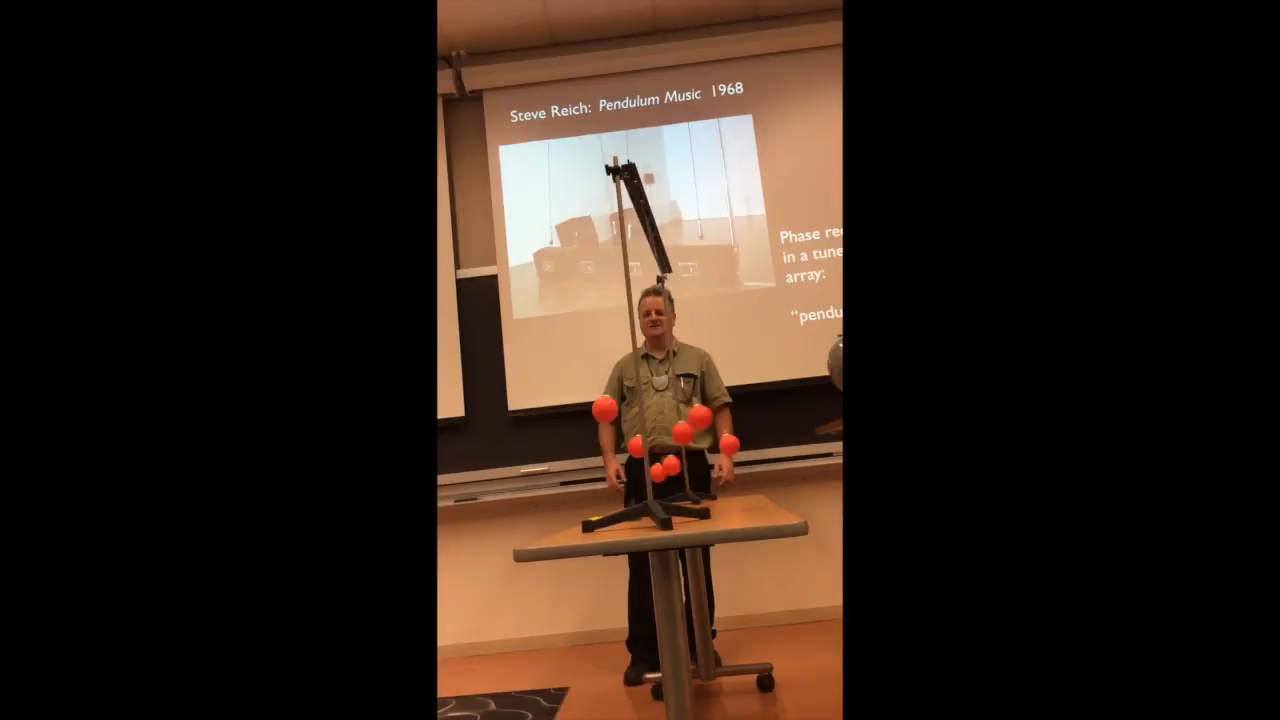 Steve Reich: Pendulum Music 1968
Phase re
in a tune
array:
“pendu